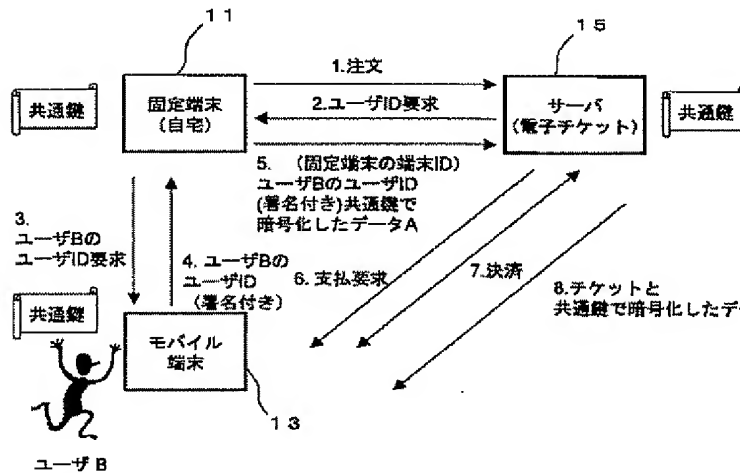 11
15
共通鍵
固定端末
(自宅)
1.注文
2.ユーザID要求
サーバ
(電子チケット)
共通鍵
5. (固定端末の端末ID)
ユーザBのユーザID
(署名付き)共通鍵で
暗号化したデータA
3.
ユーザBの
ユーザID要求
4. ユーザBの
ユーザID
(署名付き)
6.支払要求
7.決済
8.チケットと
共通鍵で暗号化したデー
共通鍵
モバイル
端末
13
ユーザ B